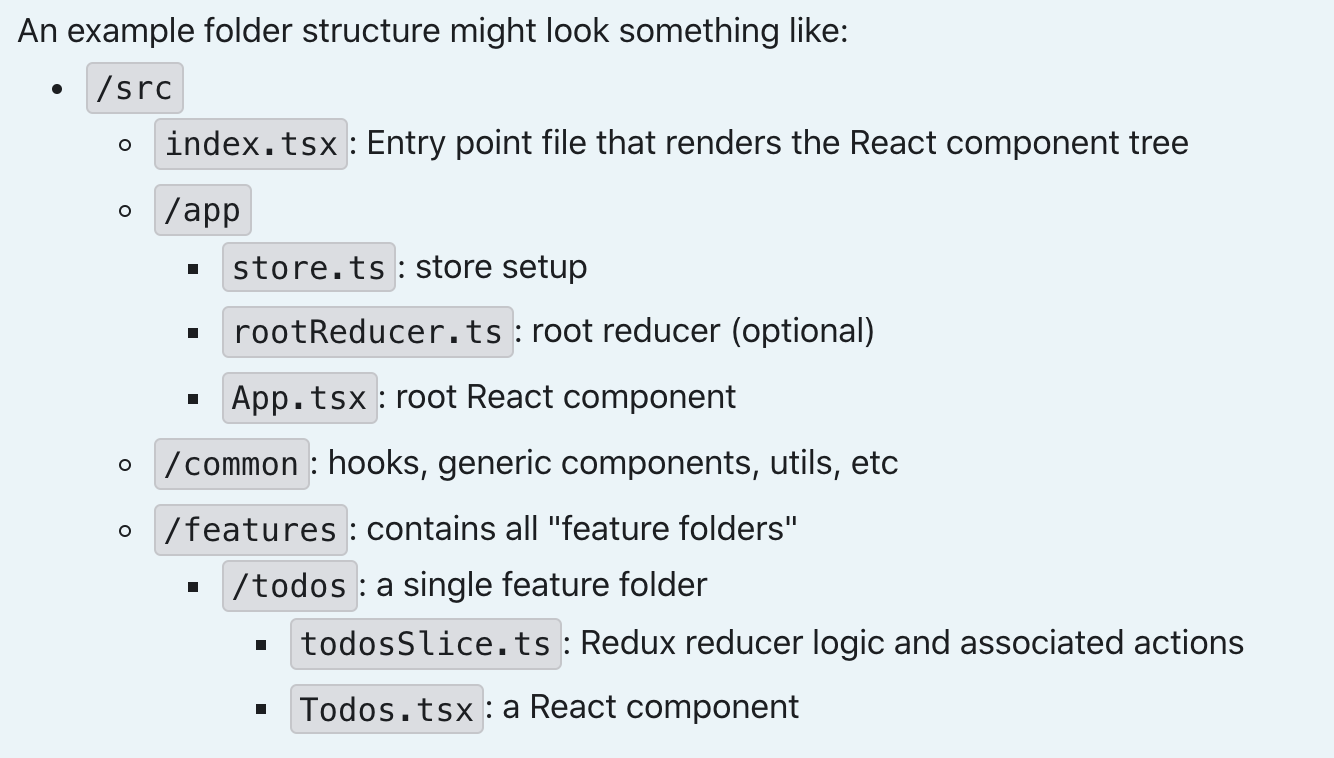 An example folder structure might look something like:
/src
index.tsx: Entry point file that renders the React component tree
/app
store.ts: store setup
rootReducer.ts: root reducer (optional)
App.tsx: root React component
/common: hooks, generic components, utils, etc
/features: contains all "feature folders"
/todos: a single feature folder
todosSlice.ts: Redux reducer logic and associated actions
Todos.tsx: a React component